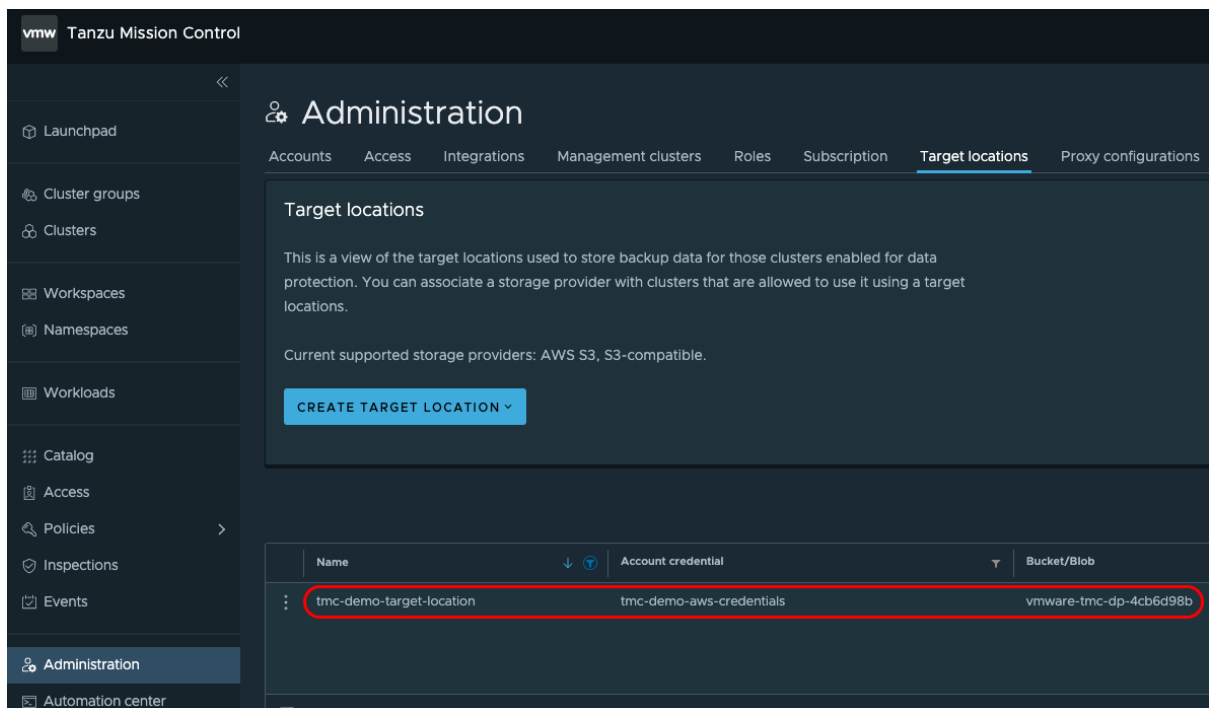 vmw Tanzu Mission Control
Launchpad
Cluster groups
Clusters
Workspaces
Namespaces
Workloads
Catalog
Access
Policies
Inspections
Events
Administration
Automation center
Administration
Accounts Access Integrations Management clusters Roles Subscription Target locations Proxy configurations
Target locations
This is a view of the target locations used to store backup data for those clusters enabled for data
protection. You can associate a storage provider with clusters that are allowed to use it using a target
locations.
Current supported storage providers: AWS S3, S3-compatible.
CREATE TARGET LOCATION
Name Account credential Bucket/Blob
tmc-demo-target-location tmc-demo-aws-credentials vmware-tmc-dp-4cb6d98b